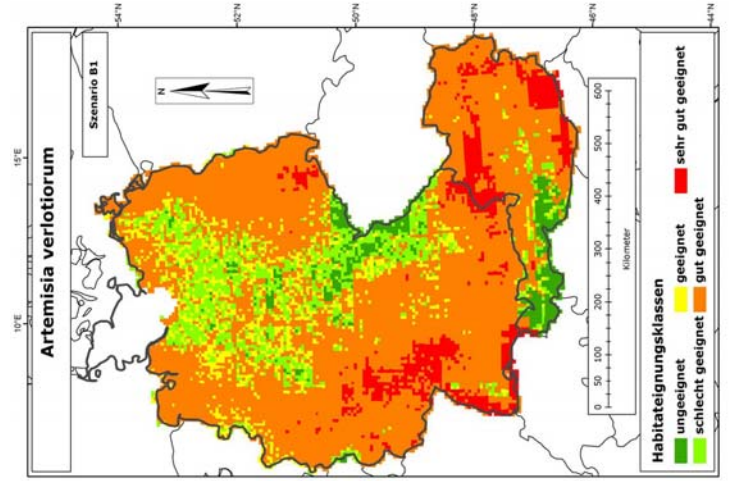 Artemisia verlotiorum
Szenario B1
N
10°E
15°E
54°N
52°N
50°N
48°N
46°N
44°N
0 50 100 200 300 400 500 600
Kilometer
Habitateignungsklassen
ungeeignet
geeignet
sehr gut geeignet
schlecht geeignet
gut geeignet